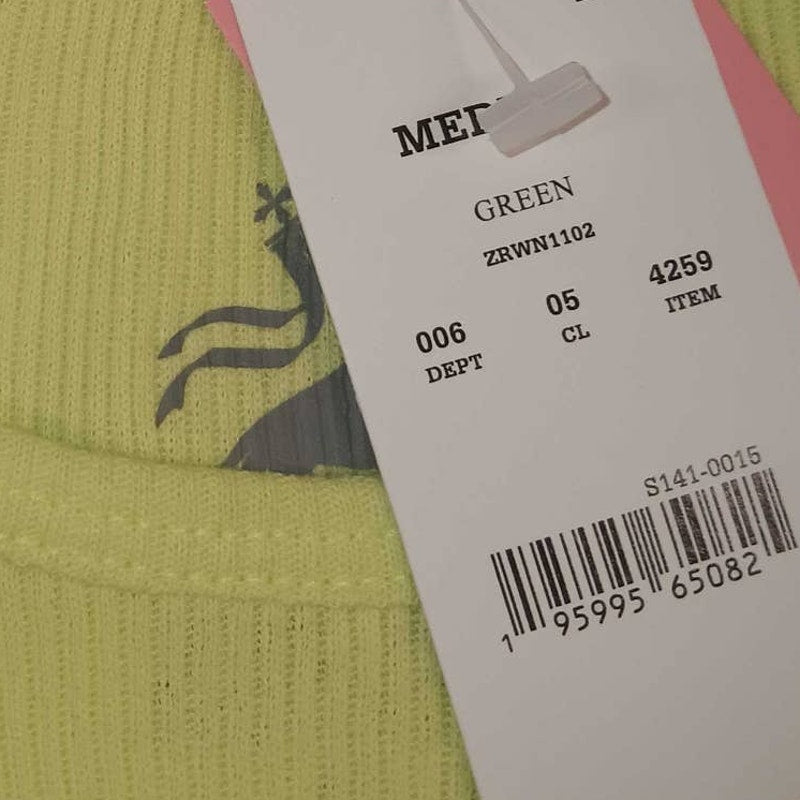 GREEN
ZRWN1102
006 05 4259
DEPT CL ITEM
S141-0015
1 95995 65082